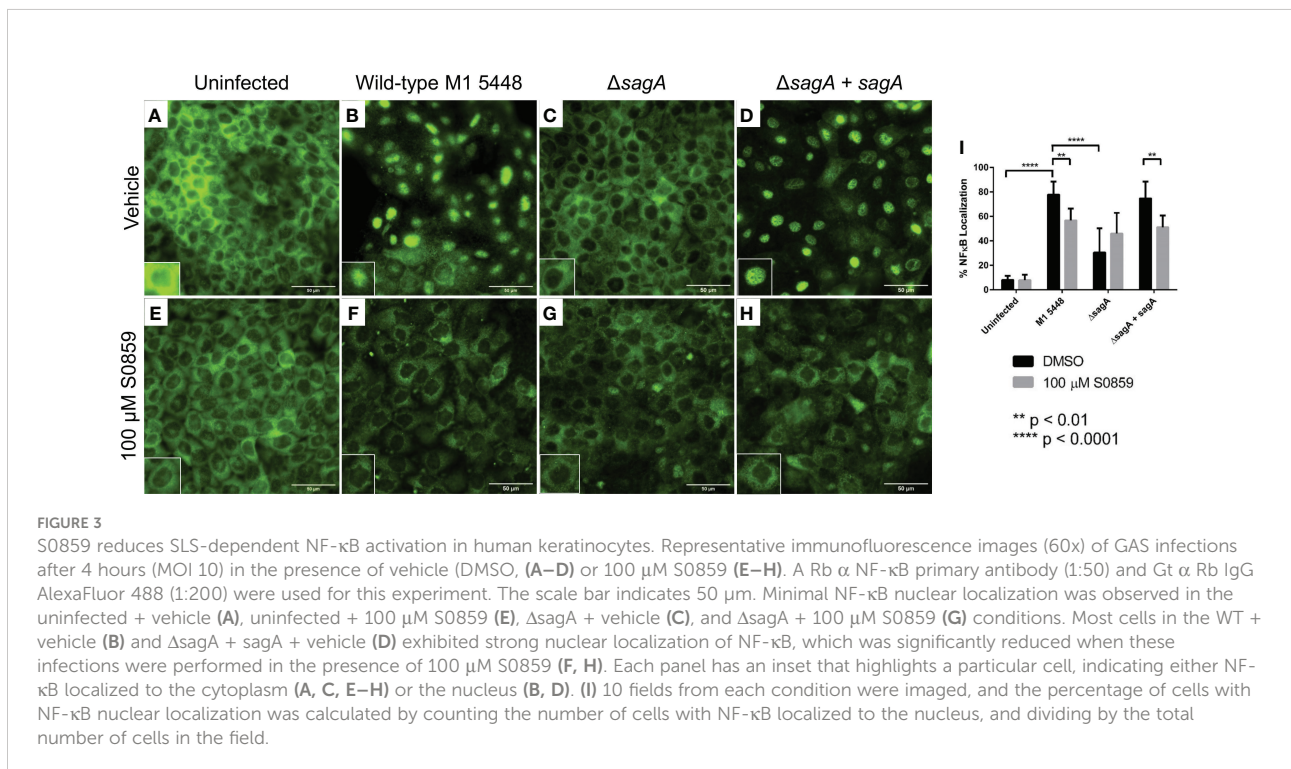 Uninfected
Wild-type M1 5448
ΔsagA
ΔsagA + sagA
Vehicle
A
B
C
D
50 µm
50 µm
50 µm
50 µm
100 µM S0859
E
F
G
H
50 µm
50 µm
50 µm
50 µm
I
****
****
**
**
% NFκB Localization
100
80
60
40
20
0
Uninfected
M1 5448
ΔsagA
ΔsagA + sagA
DMSO
100 µM S0859
** p < 0.01
**** p < 0.0001
FIGURE 3
S0859 reduces SLS-dependent NF-κB activation in human keratinocytes. Representative immunofluorescence images (60x) of GAS infections
after 4 hours (MOI 10) in the presence of vehicle (DMSO, (A–D) or 100 µM S0859 (E–H). A Rb α NF-κB primary antibody (1:50) and Gt α Rb IgG
AlexaFluor 488 (1:200) were used for this experiment. The scale bar indicates 50 µm. Minimal NF-κB nuclear localization was observed in the
uninfected + vehicle (A), uninfected + 100 µM S0859 (E), ΔsagA + vehicle (C), and ΔsagA + 100 µM S0859 (G) conditions. Most cells in the WT +
vehicle (B) and ΔsagA + sagA + vehicle (D) exhibited strong nuclear localization of NF-κB, which was significantly reduced when these
infections were performed in the presence of 100 µM S0859 (F, H). Each panel has an inset that highlights a particular cell, indicating either NF-
κB localized to the cytoplasm (A, C, E–H) or the nucleus (B, D). (I) 10 fields from each condition were imaged, and the percentage of cells with
NF-κB nuclear localization was calculated by counting the number of cells with NF-κB localized to the nucleus, and dividing by the total
number of cells in the field.